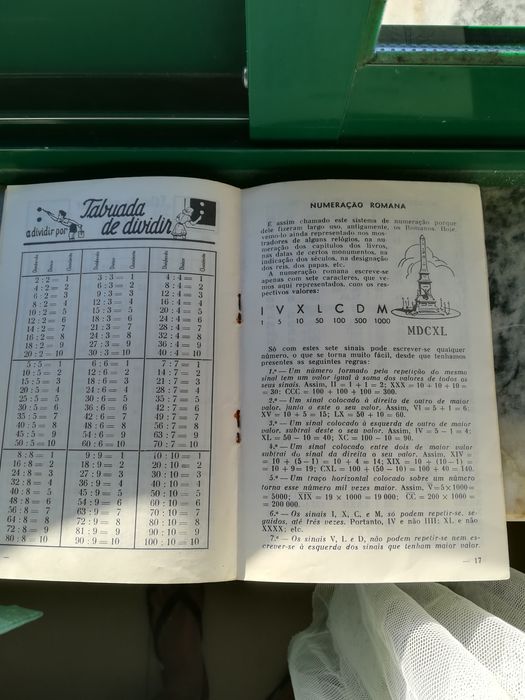 Tabuada
de dividir
a dividir por
Dividendo Divisor Quociente Dividendo Divisor Quociente Dividendo Divisor Quociente
2 : 2 = 1 3 : 3 = 1 4 : 4 = 1
4 : 2 = 2 6 : 3 = 2 8 : 4 = 2
6 : 2 = 3 9 : 3 = 3 12 : 4 = 3
8 : 2 = 4 12 : 3 = 4 16 : 4 = 4
10 : 2 = 5 15 : 3 = 5 20 : 4 = 5
12 : 2 = 6 18 : 3 = 6 24 : 4 = 6
14 : 2 = 7 21 : 3 = 7 28 : 4 = 7
16 : 2 = 8 24 : 3 = 8 32 : 4 = 8
18 : 2 = 9 27 : 3 = 9 36 : 4 = 9
20 : 2 = 10 30 : 3 = 10 40 : 4 = 10
5 : 5 = 1 6 : 6 = 1 7 : 7 = 1
10 : 5 = 2 12 : 6 = 2 14 : 7 = 2
15 : 5 = 3 18 : 6 = 3 21 : 7 = 3
20 : 5 = 4 24 : 6 = 4 28 : 7 = 4
25 : 5 = 5 30 : 6 = 5 35 : 7 = 5
30 : 5 = 6 36 : 6 = 6 42 : 7 = 6
35 : 5 = 7 42 : 6 = 7 49 : 7 = 7
40 : 5 = 8 48 : 6 = 8 56 : 7 = 8
45 : 5 = 9 54 : 6 = 9 63 : 7 = 9
50 : 5 = 10 60 : 6 = 10 70 : 7 = 10
8 : 8 = 1 9 : 9 = 1 10 : 10 = 1
16 : 8 = 2 18 : 9 = 2 20 : 10 = 2
24 : 8 = 3 27 : 9 = 3 30 : 10 = 3
32 : 8 = 4 36 : 9 = 4 40 : 10 = 4
40 : 8 = 5 45 : 9 = 5 50 : 10 = 5
48 : 8 = 6 54 : 9 = 6 60 : 10 = 6
56 : 8 = 7 63 : 9 = 7 70 : 10 = 7
64 : 8 = 8 72 : 9 = 8 80 : 10 = 8
72 : 8 = 9 81 : 9 = 9 90 : 10 = 9
80 : 8 = 10 90 : 9 = 10 100 : 10 = 10
NUMERAÇÃO ROMANA
É assim chamado este sistema de numeração porque
dele fizeram largo uso, antigamente, os Romanos. Hoje,
vemo-lo ainda representado nos mos-
tradores de alguns relógios, na nu-
meração dos capítulos dos livros,
nas datas de certos monumentos, na
indicação dos séculos, na designação
dos reis, dos papas, etc.
A numeração romana escreve-se
apenas com sete caracteres, que ve-
mos aqui representados, com os res-
pectivos valores:
I V X L C D M
1 5 10 50 100 500 1000
MDCXL
Só com estes sete sinais pode escrever-se qualquer
número, o que se torna muito fácil, desde que tenhamos
presentes as seguintes regras:
1.ª — Um número formado pela repetição do mesmo
sinal tem um valor igual à soma dos valores de todos os
seus sinais. Assim, II = 1 + 1 = 2; XXX = 10 + 10 + 10 =
= 30; CCC = 100 + 100 + 100 = 300.
2.ª — Um sinal colocado à direita de outro de maior
valor, junta a este o seu valor. Assim, VI = 5 + 1 = 6;
XV = 10 + 5 = 15; LX = 50 + 10 = 60.
3.ª — Um sinal colocado à esquerda de outro de maior
valor, subtrai deste o seu valor. Assim, IV = 5 — 1 = 4;
XL = 50 — 10 = 40; XC = 100 — 10 = 90.
4.ª — Um sinal colocado entre dois de maior valor
subtrai do sinal da direita o seu valor. Assim, XIV =
= 10 + (5 — 1) = 10 + 4 = 14; XIX = 10 + (10 — 1) =
= 10 + 9 = 19; CXL = 100 + (50 — 10) = 100 + 40 = 140.
5.ª — Um traço horizontal colocado sobre um número
torna esse número mil vezes maior. Assim, V̅ = 5 × 1000 =
= 5000; X̅I̅X̅ = 19 × 1000 = 19 000; C̅C̅ = 200 × 1000 =
= 200 000.
6.ª — Os sinais I, X, C, e M, só podem repetir-se, se-
guidos, até três vezes. Portanto, IV e não IIII; XL e não
XXXX; etc.
7.ª — Os sinais V, L e D, não podem repetir-se nem es-
crever-se à esquerda dos sinais que tenham maior valor.
— 17